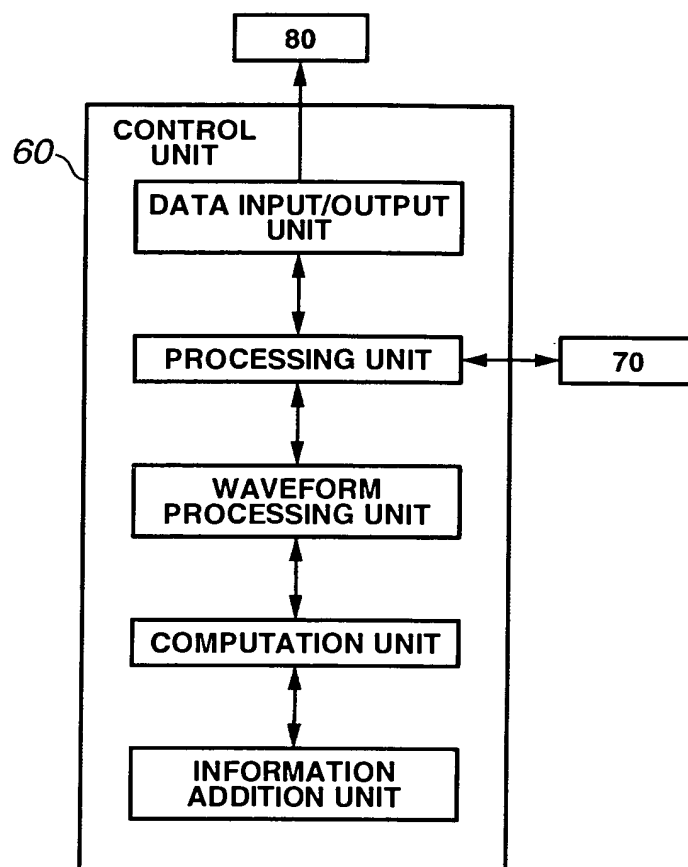 80
CONTROL
UNIT
60
DATA INPUT/OUTPUT
UNIT
PROCESSING UNIT
70
WAVEFORM
PROCESSING UNIT
COMPUTATION UNIT
INFORMATION
ADDITION UNIT